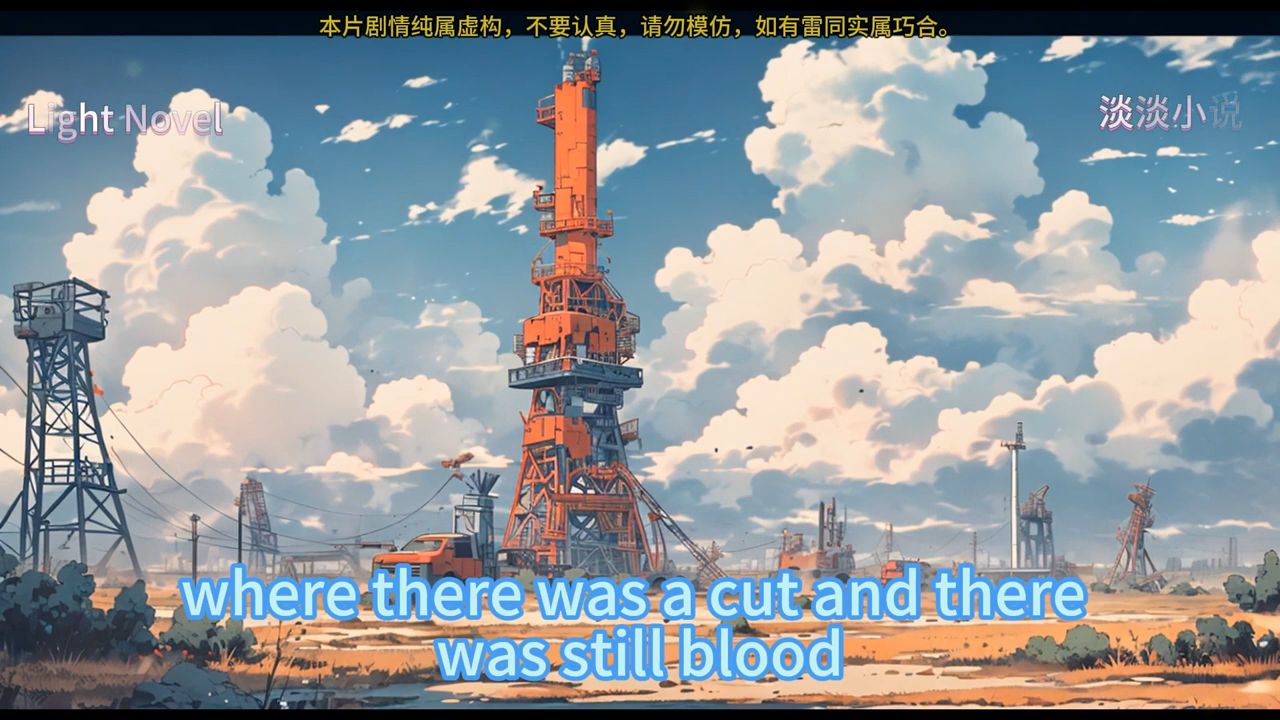 本片剧情纯属虚构，不要认真，请勿模仿，如有雷同实属巧合。
Light Novel
淡淡小说
where there was a cut and there
was still blood